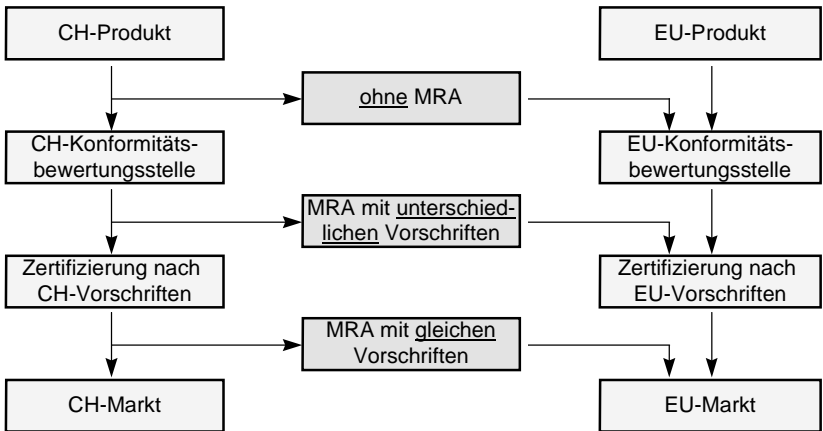 CH-Produkt
EU-Produkt
ohne MRA
CH-Konformitäts-
bewertungsstelle
EU-Konformitäts-
bewertungsstelle
MRA mit unterschied-
lichen Vorschriften
Zertifizierung nach
CH-Vorschriften
Zertifizierung nach
EU-Vorschriften
MRA mit gleichen
Vorschriften
CH-Markt
EU-Markt